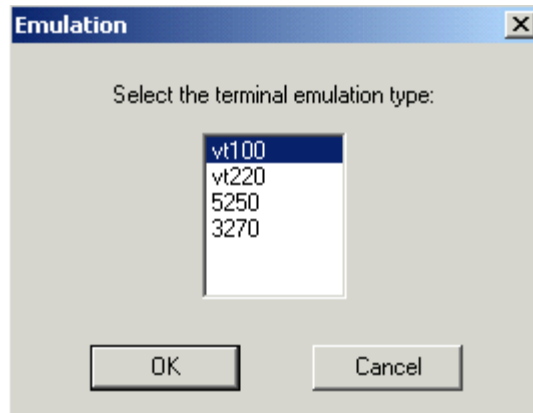 Emulation
Select the terminal emulation type:
vt100
vt220
5250
3270
OK
Cancel